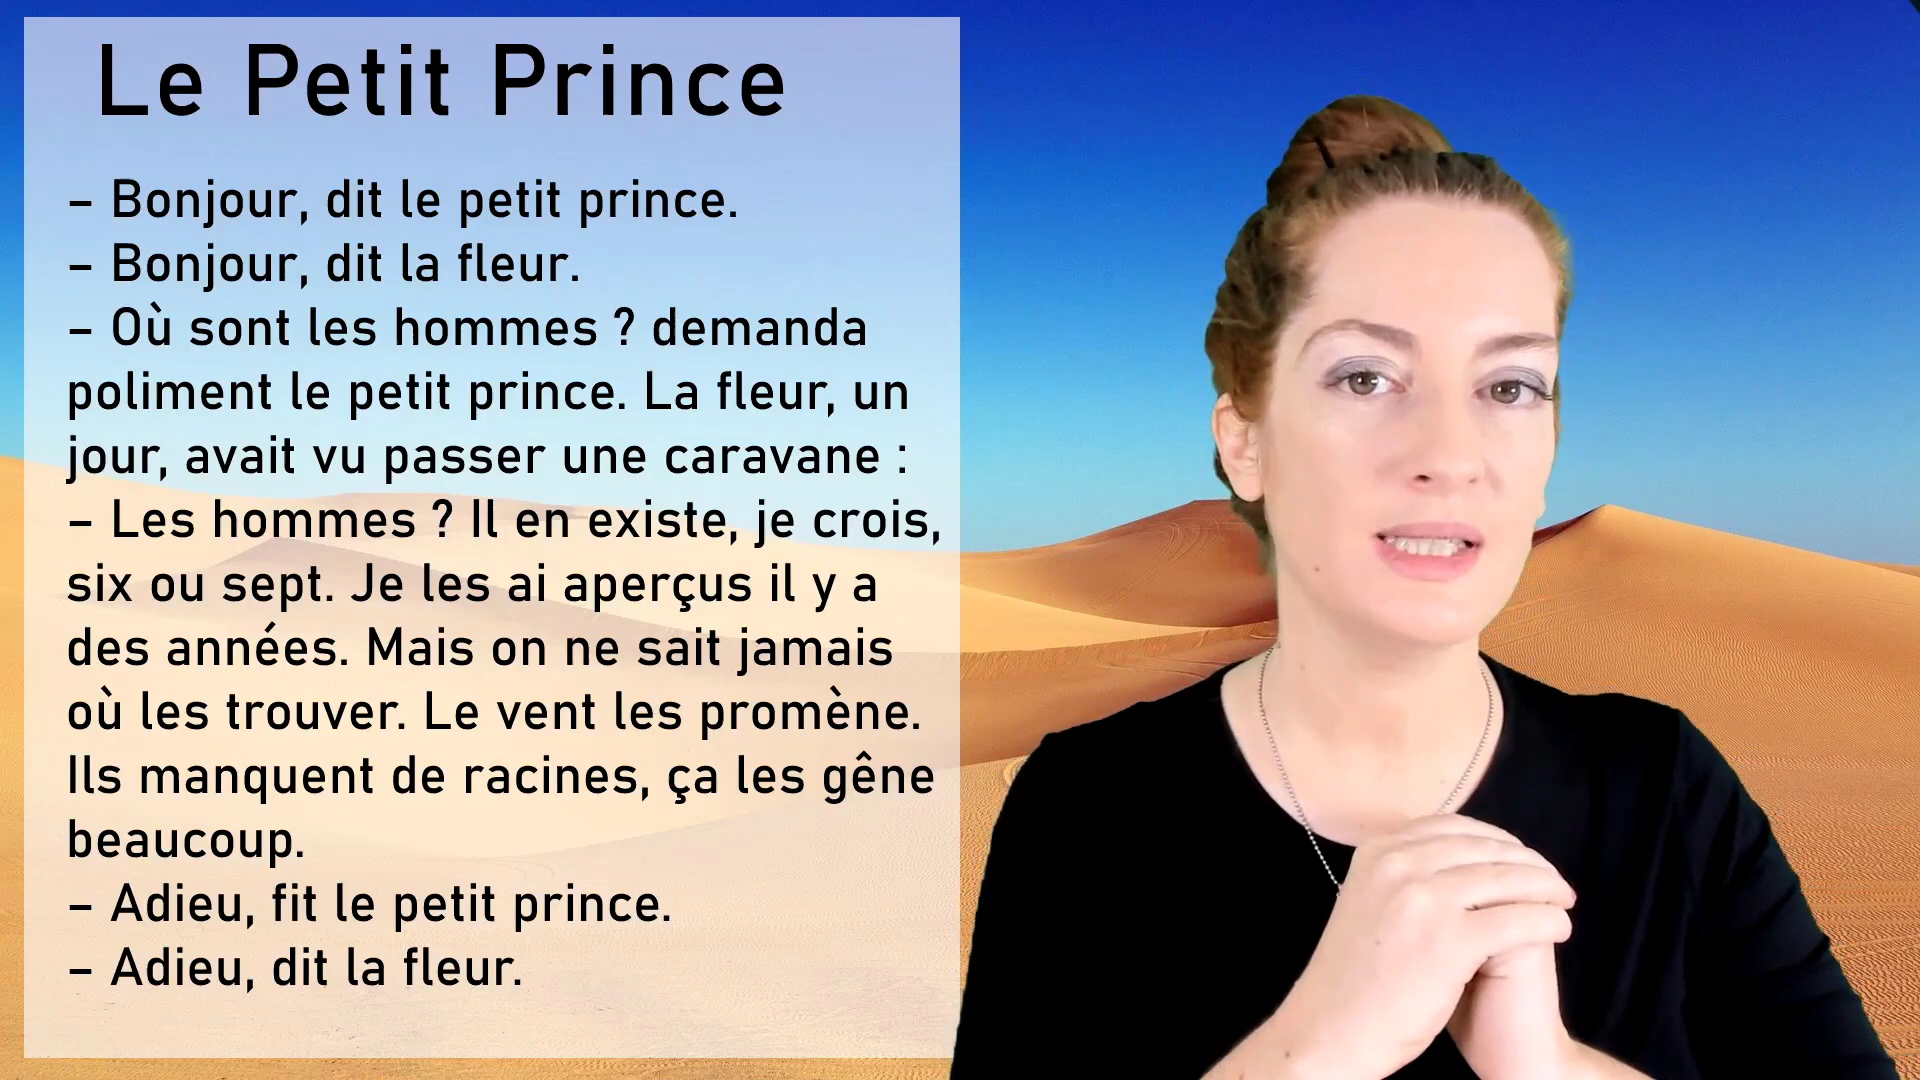 Le Petit Prince
– Bonjour, dit le petit prince.
– Bonjour, dit la fleur.
– Où sont les hommes ? demanda
poliment le petit prince. La fleur, un
jour, avait vu passer une caravane :
– Les hommes ? Il en existe, je crois,
six ou sept. Je les ai aperçus il y a
des années. Mais on ne sait jamais
où les trouver. Le vent les promène.
Ils manquent de racines, ça les gêne
beaucoup.
– Adieu, fit le petit prince.
– Adieu, dit la fleur.